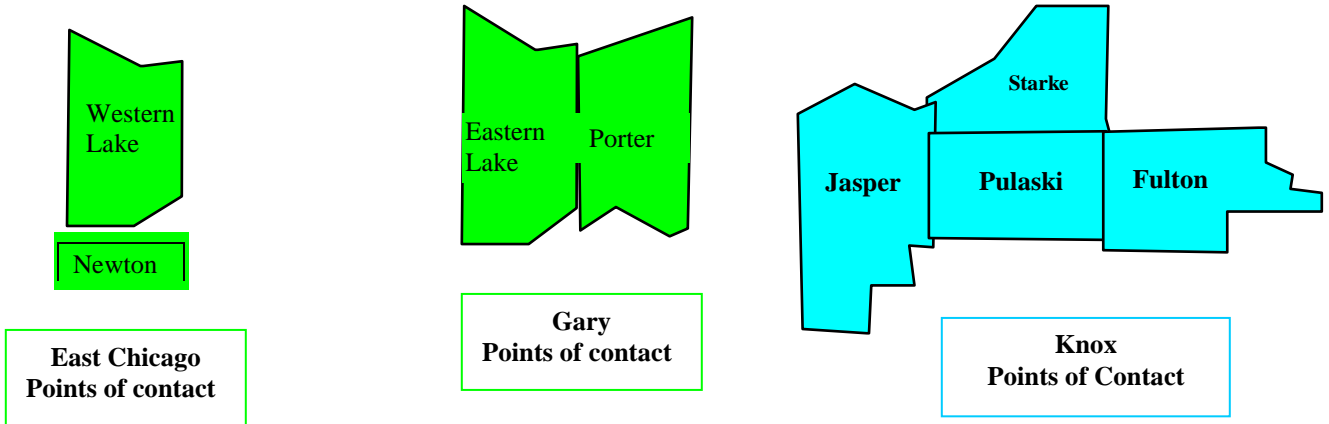 Western
Lake
Newton
East Chicago
Points of contact
Eastern
Lake
Porter
Gary
Points of contact
Starke
Jasper
Pulaski
Fulton
Knox
Points of Contact